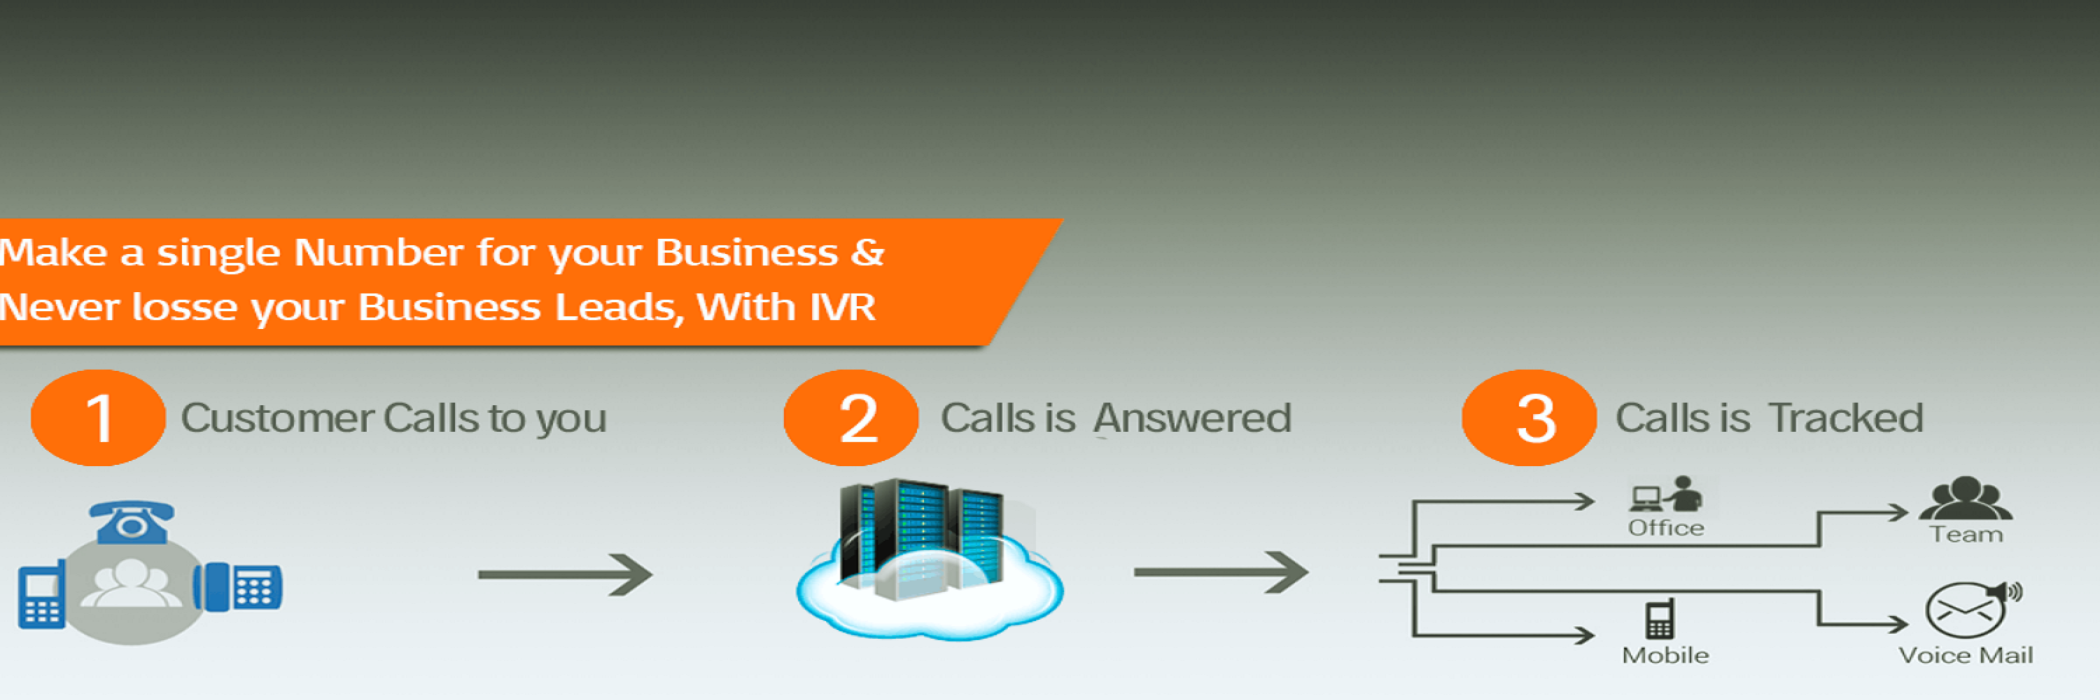 Make a single Number for your Business &
Never losse your Business Leads, With IVR
1 Customer Calls to you
2 Calls is Answered
3 Calls is Tracked
Office
Team
Mobile
Voice Mail